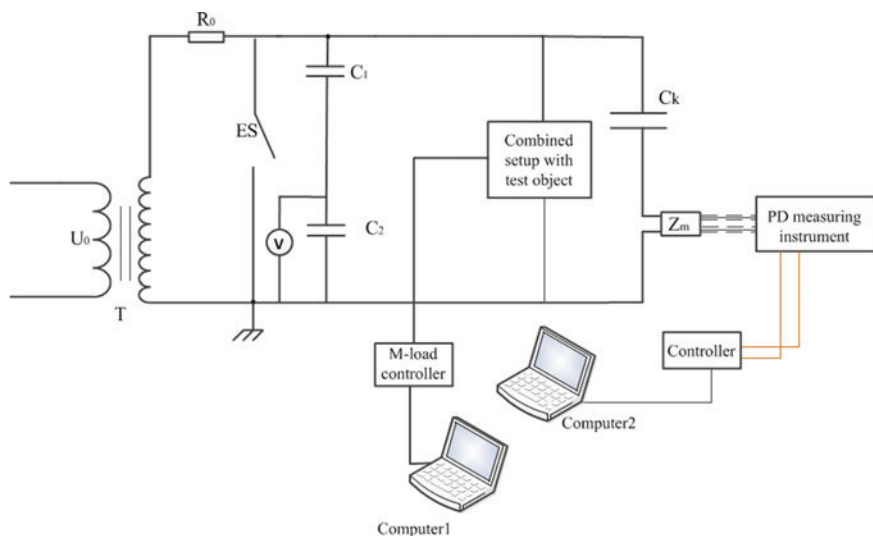 R₀
C₁
Ck
ES
Combined
setup with
test object
U₀
V
C₂
Zₘ
PD measuring
instrument
T
M-load
controller
Controller
Computer2
Computer1